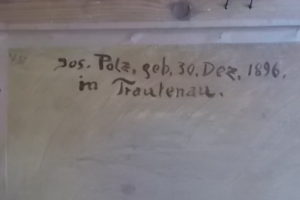 Jos. Polz, geb. 30. Dez. 1896.
in Trautenau.